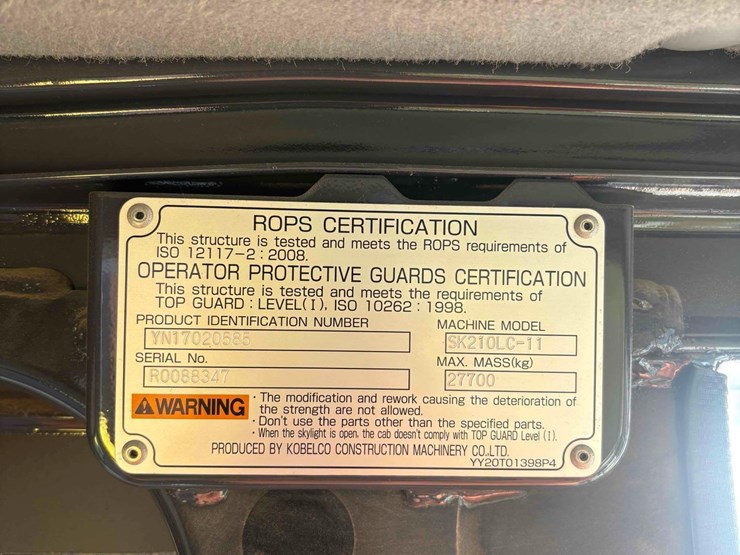 ROPS CERTIFICATION
This structure is tested and meets the ROPS requirements of
ISO 12117-2 : 2008.
OPERATOR PROTECTIVE GUARDS CERTIFICATION
This structure is tested and meets the requirements of
TOP GUARD : LEVEL(I), ISO 10262 : 1998.
PRODUCT IDENTIFICATION NUMBER
MACHINE MODEL
YN17020585
SK210LC-11
SERIAL No.
MAX. MASS(kg)
R0088347
27700
WARNING
· The modification and rework causing the deterioration of
the strength are not allowed.
· Don't use the parts other than the specified parts.
· When the skylight is open, the cab doesn't comply with TOP GUARD Level (I).
PRODUCED BY KOBELCO CONSTRUCTION MACHINERY CO.,LTD.
YY20T01398P4